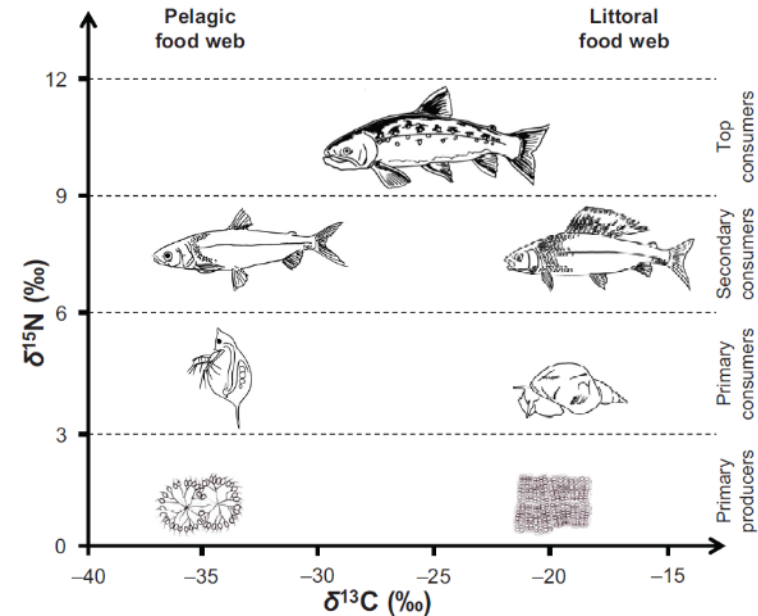 Pelagic
food web
Littoral
food web
12
9
6
3
0
δ15N (‰)
Top
consumers
Secondary
consumers
Primary
consumers
Primary
producers
–40
–35
–30
–25
–20
–15
δ13C (‰)